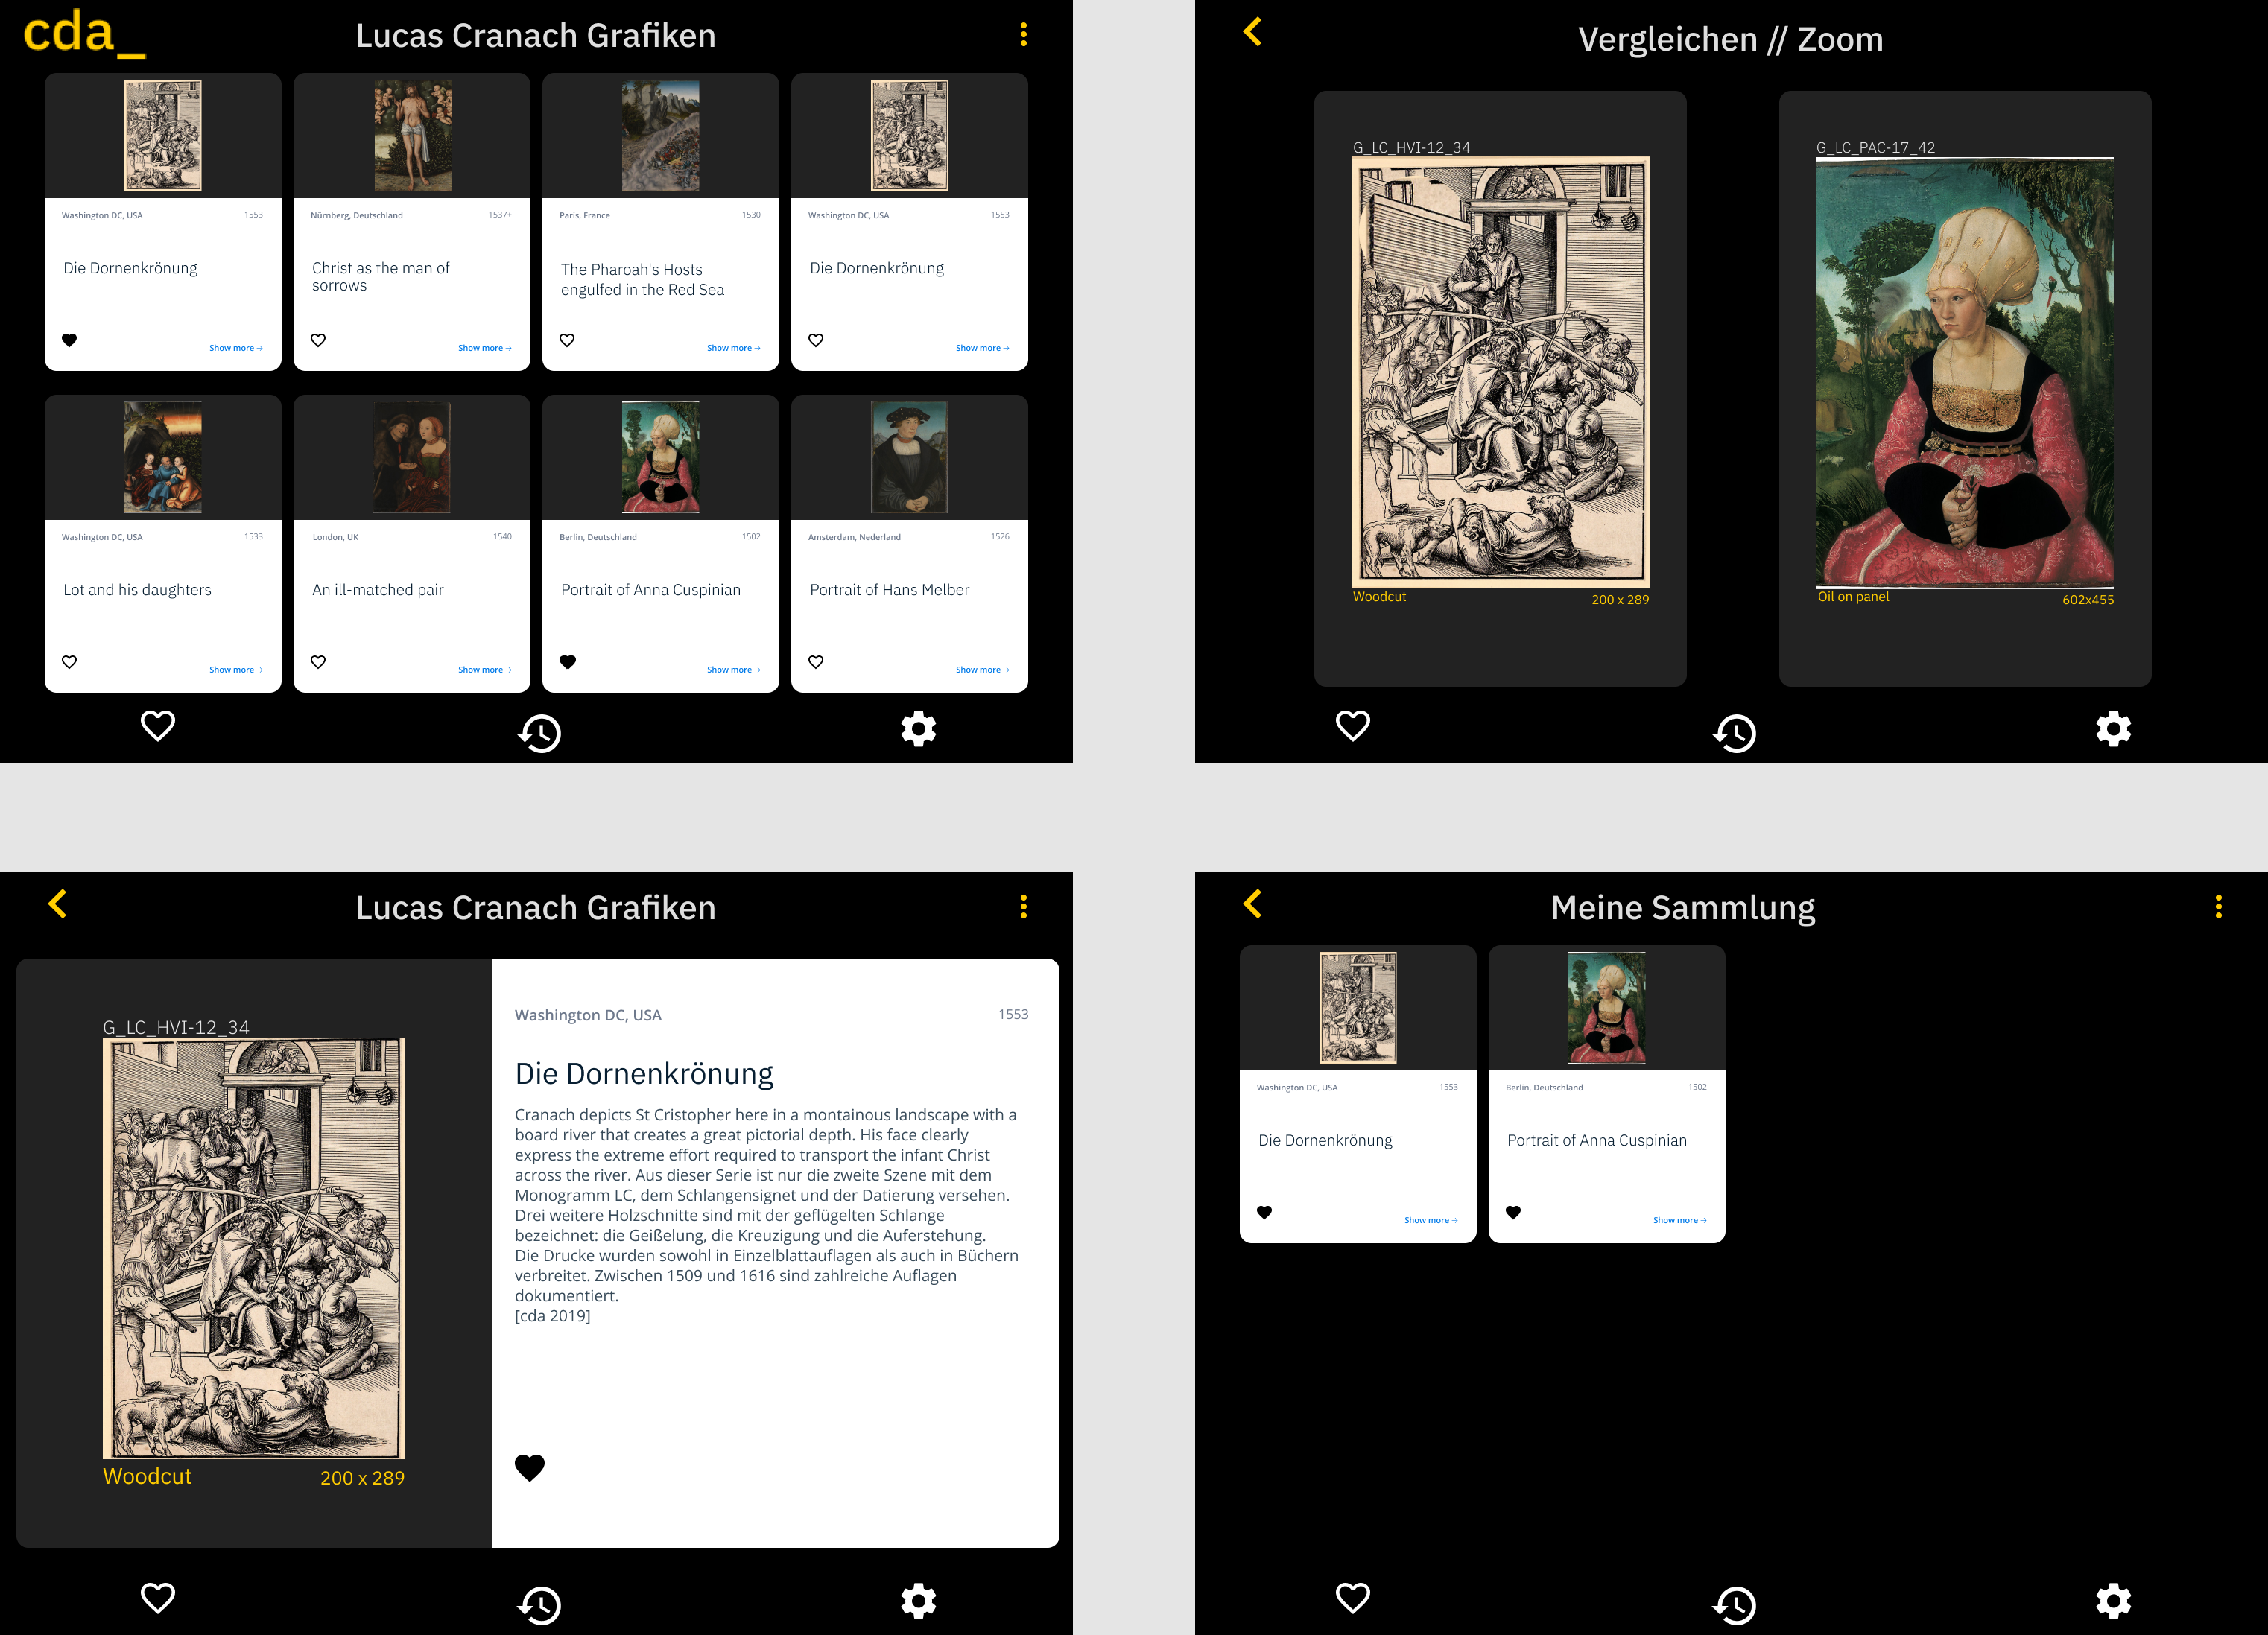 cda_
Lucas Cranach Grafiken
Washington DC, USA 1553
Die Dornenkrönung
Show more →
Nürnberg, Deutschland 1537+
Christ as the man of
sorrows
Show more →
Paris, France 1530
The Pharoah's Hosts
engulfed in the Red Sea
Show more →
Washington DC, USA 1553
Die Dornenkrönung
Show more →
Washington DC, USA 1533
Lot and his daughters
Show more →
London, UK 1540
An ill-matched pair
Show more →
Berlin, Deutschland 1502
Portrait of Anna Cuspinian
Show more →
Amsterdam, Nederland 1526
Portrait of Hans Melber
Show more →
Vergleichen // Zoom
G_LC_HVI-12_34
Woodcut 200 x 289
G_LC_PAC-17_42
Oil on panel 602x455
Lucas Cranach Grafiken
G_LC_HVI-12_34
Woodcut 200 x 289
Washington DC, USA 1553
Die Dornenkrönung
Cranach depicts St Cristopher here in a montainous landscape with a
board river that creates a great pictorial depth. His face clearly
express the extreme effort required to transport the infant Christ
across the river. Aus dieser Serie ist nur die zweite Szene mit dem
Monogramm LC, dem Schlangensignet und der Datierung versehen.
Drei weitere Holzschnitte sind mit der geflügelten Schlange
bezeichnet: die Geißelung, die Kreuzigung und die Auferstehung.
Die Drucke wurden sowohl in Einzelblattauflagen als auch in Büchern
verbreitet. Zwischen 1509 und 1616 sind zahlreiche Auflagen
dokumentiert.
[cda 2019]
Meine Sammlung
Washington DC, USA 1553
Die Dornenkrönung
Show more →
Berlin, Deutschland 1502
Portrait of Anna Cuspinian
Show more →